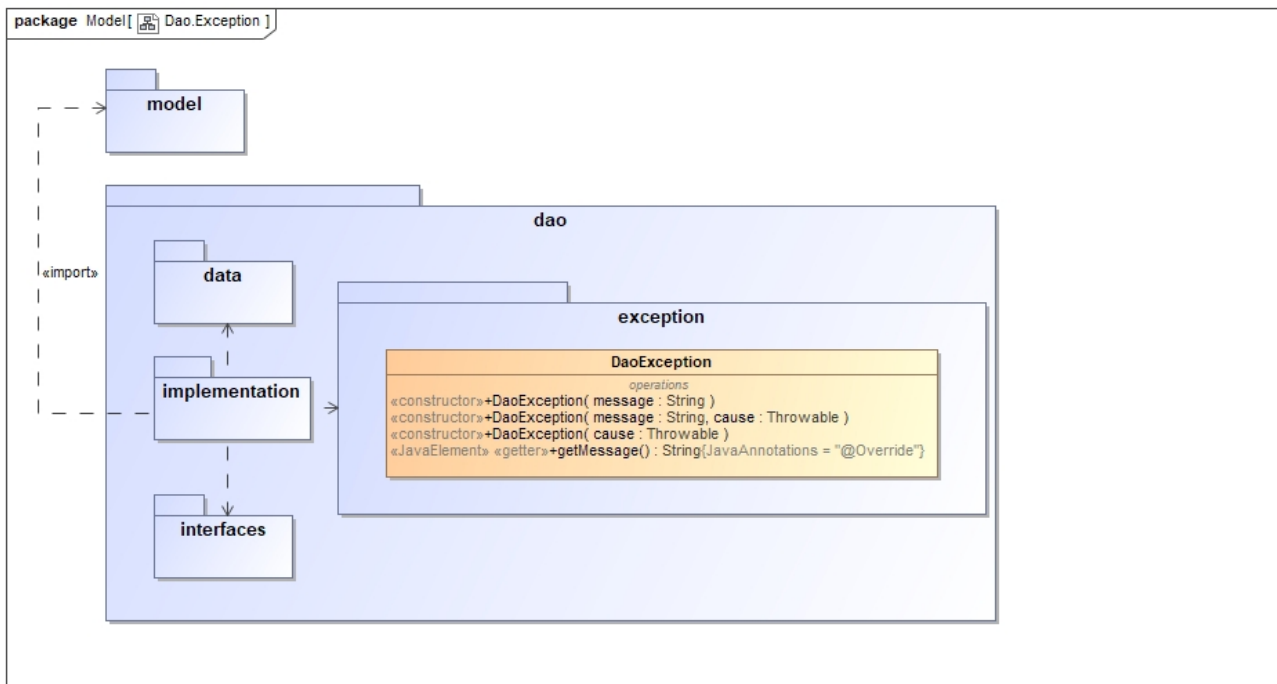 package Model[ Dao.Exception ]
model
dao
«import»
data
exception
DaoException
operations
«constructor»+DaoException( message : String )
«constructor»+DaoException( message : String, cause : Throwable )
«constructor»+DaoException( cause : Throwable )
«JavaElement» «getter»+getMessage() : String{JavaAnnotations = "@Override"}
implementation
interfaces